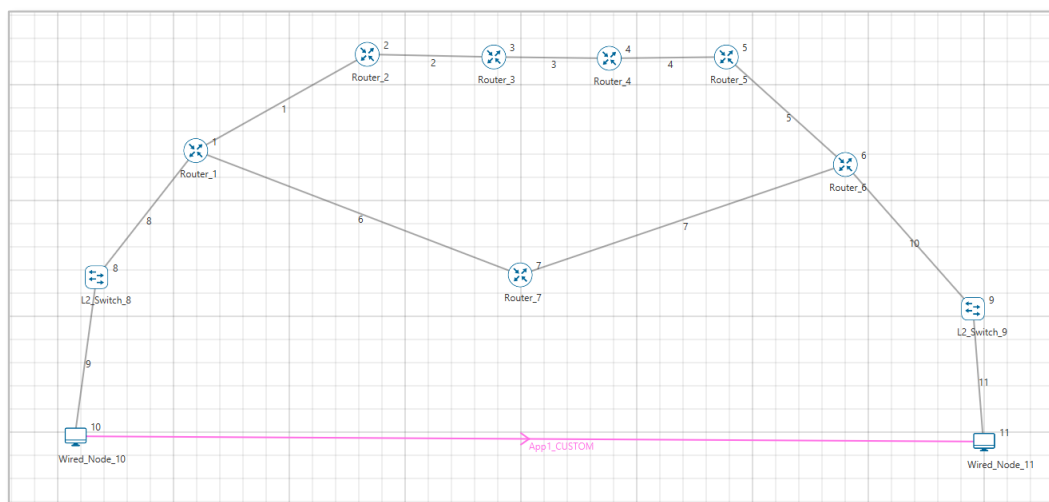 2
Router_2
2
3
Router_3
3
4
Router_4
4
5
Router_5
1
5
1
Router_1
6
Router_6
8
6
7
10
8
L2_Switch_8
7
Router_7
9
L2_Switch_9
9
11
10
Wired_Node_10
App1_CUSTOM
11
Wired_Node_11